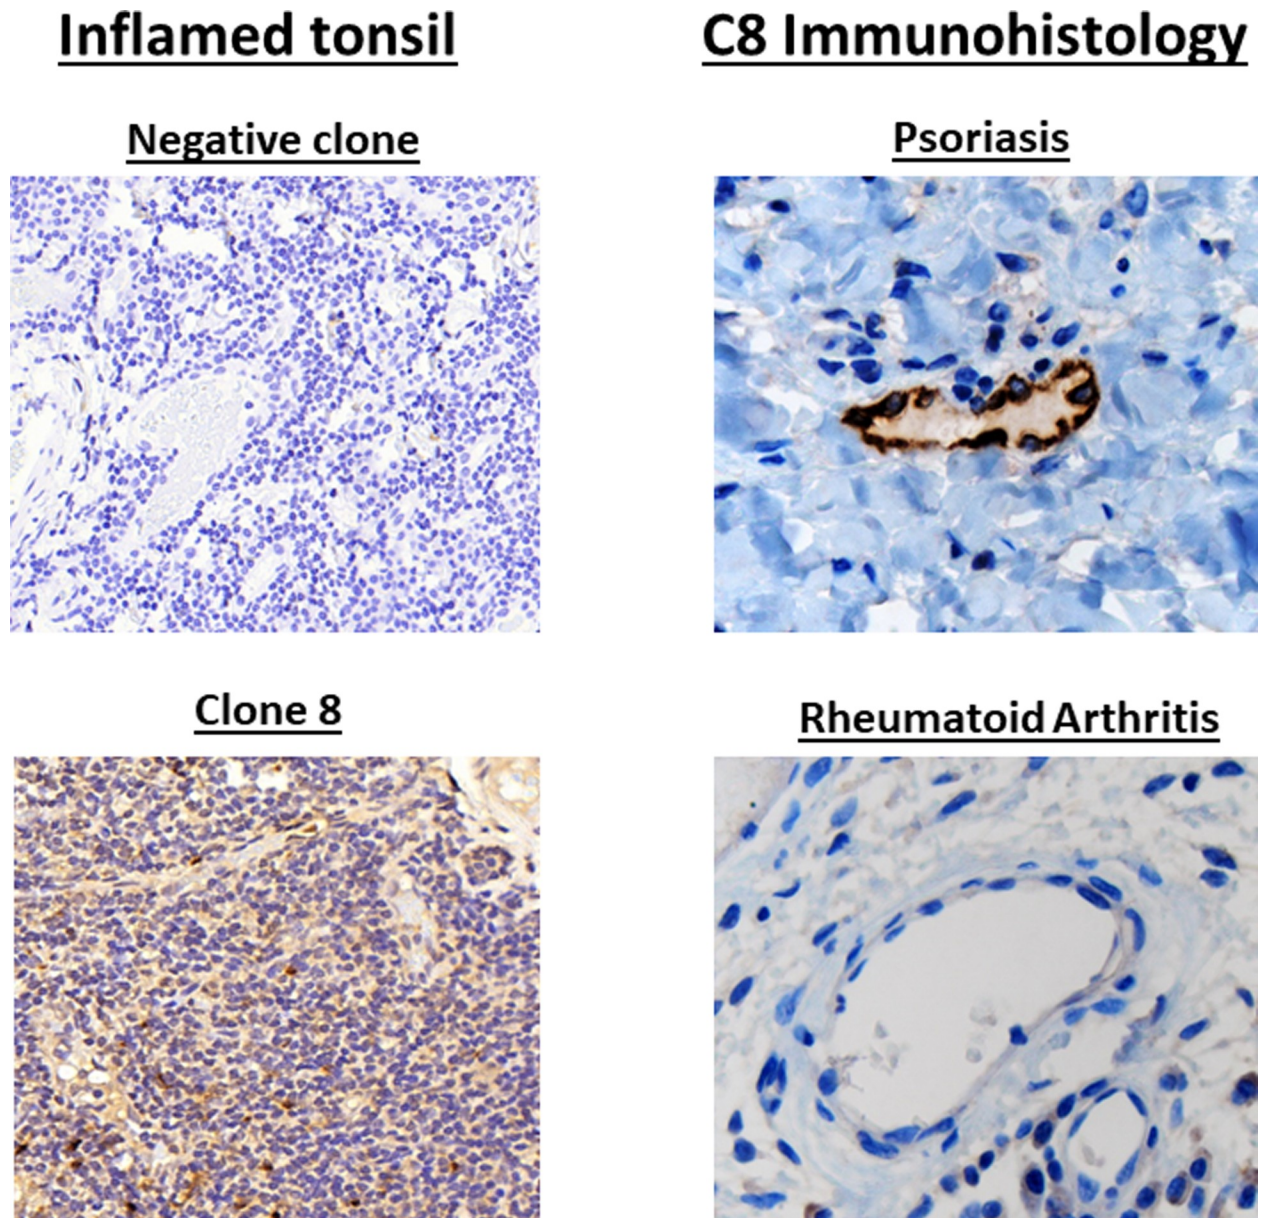 Inflamed tonsil
C8 Immunohistology
Negative clone
Psoriasis
Clone 8
Rheumatoid Arthritis